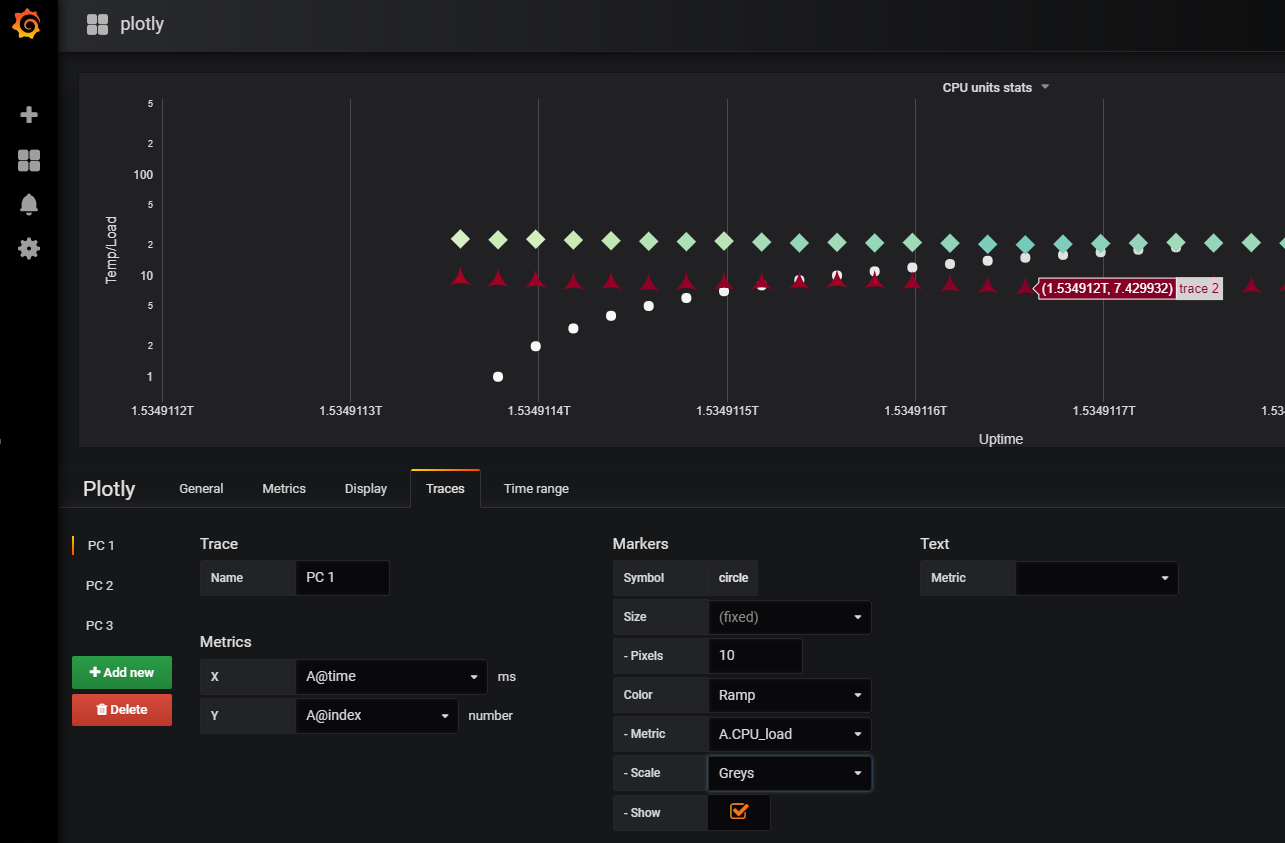 plotly
CPU units stats
5
2
100
5
2
10
5
2
1
Temp/Load
(1.534912T, 7.429932) trace 2
1.5349112T 1.5349113T 1.5349114T 1.5349115T 1.5349116T 1.5349117T 1.53
Uptime
Plotly General Metrics Display Traces Time range
PC 1
PC 2
PC 3
Add new
Delete
Trace
Name PC 1
Metrics
X A@time ms
Y A@index number
Markers
Symbol circle
Size (fixed)
- Pixels 10
Color Ramp
- Metric A.CPU_load
- Scale Greys
- Show
Text
Metric